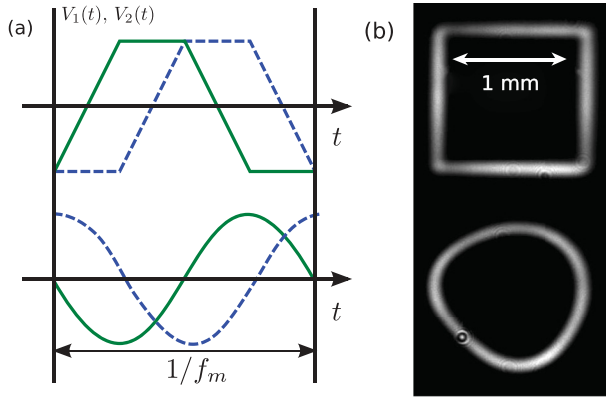 (a)
V₁(t), V₂(t)
t
t
1/fₘ
(b)
1 mm